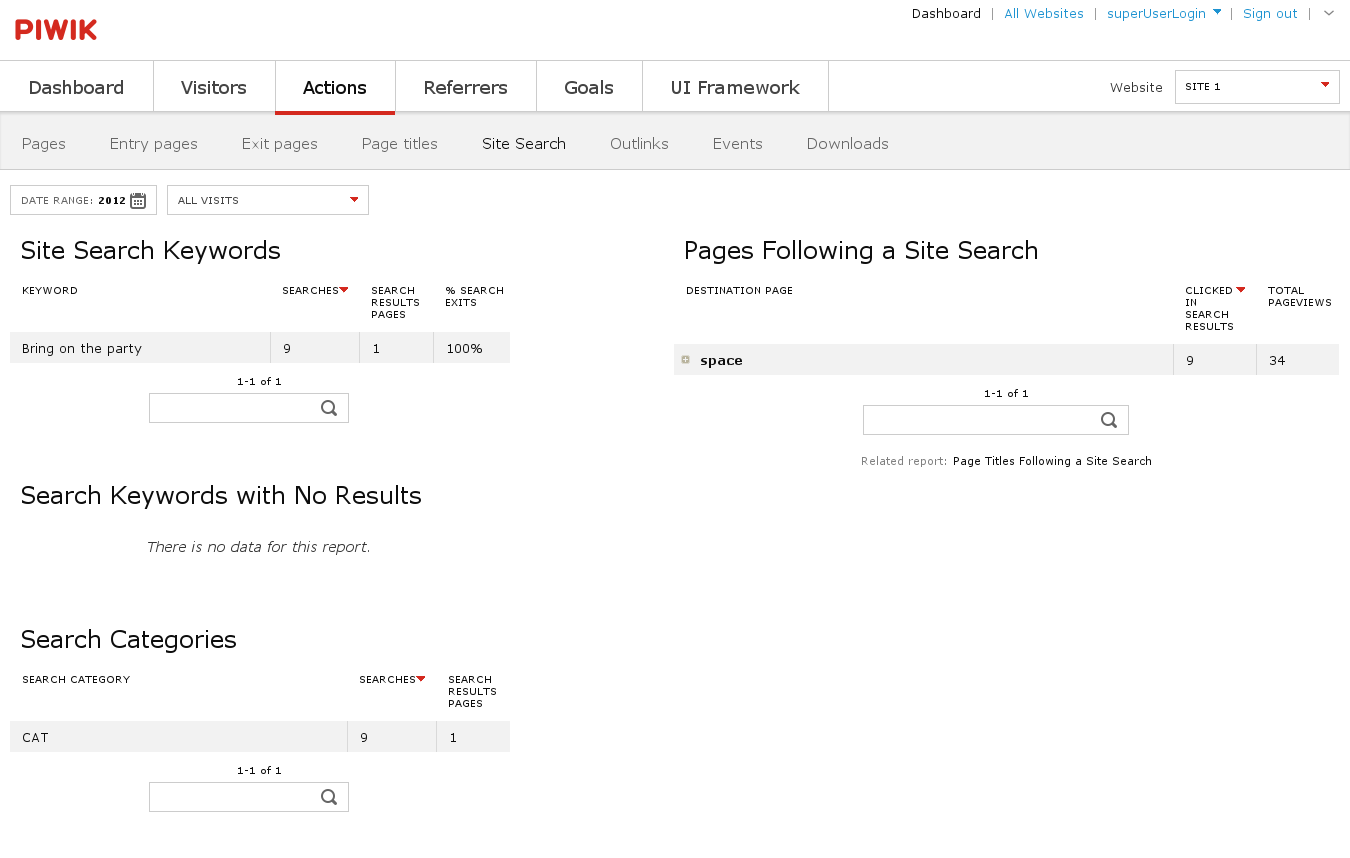 PIWIK
Dashboard | All Websites | superUserLogin | Sign out |
Dashboard Visitors Actions Referrers Goals UI Framework Website SITE 1
Pages Entry pages Exit pages Page titles Site Search Outlinks Events Downloads
DATE RANGE: 2012 ALL VISITS
Site Search Keywords
KEYWORD SEARCHES SEARCH RESULTS PAGES % SEARCH EXITS
Bring on the party 9 1 100%
1-1 of 1
Search Keywords with No Results
There is no data for this report.
Search Categories
SEARCH CATEGORY SEARCHES SEARCH RESULTS PAGES
CAT 9 1
1-1 of 1
Pages Following a Site Search
DESTINATION PAGE CLICKED IN SEARCH RESULTS TOTAL PAGEVIEWS
space 9 34
1-1 of 1
Related report: Page Titles Following a Site Search